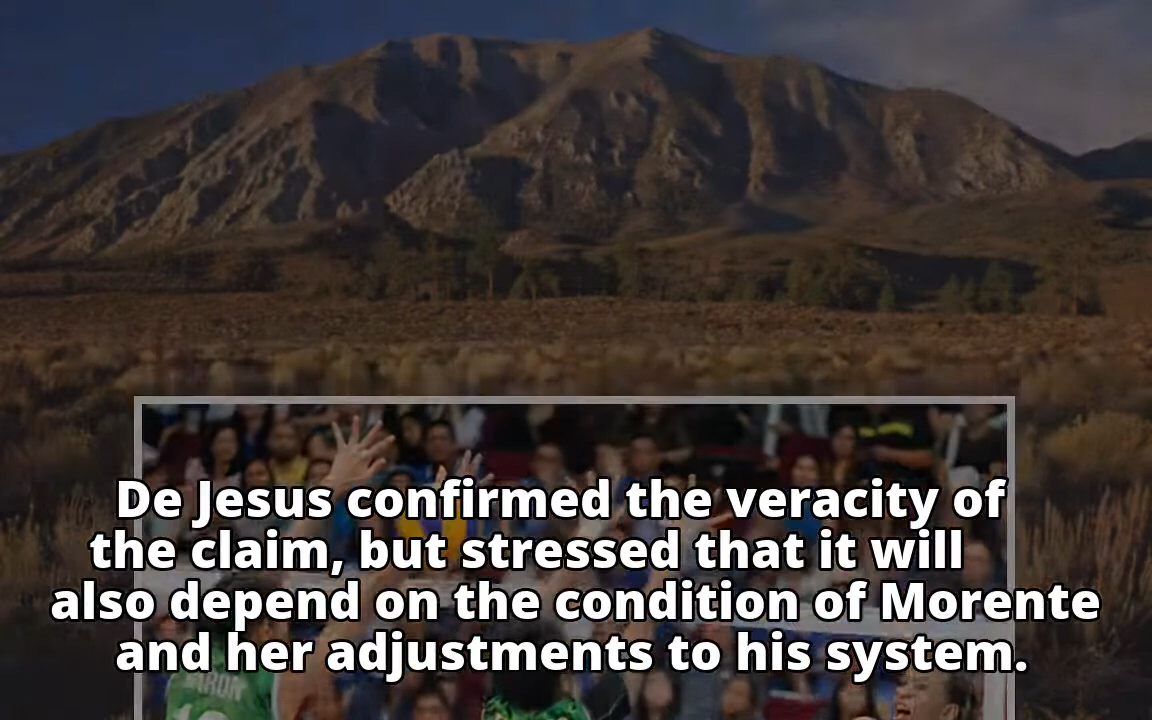 De Jesus confirmed the veracity of
the claim, but stressed that it will
also depend on the condition of Morente
and her adjustments to his system.